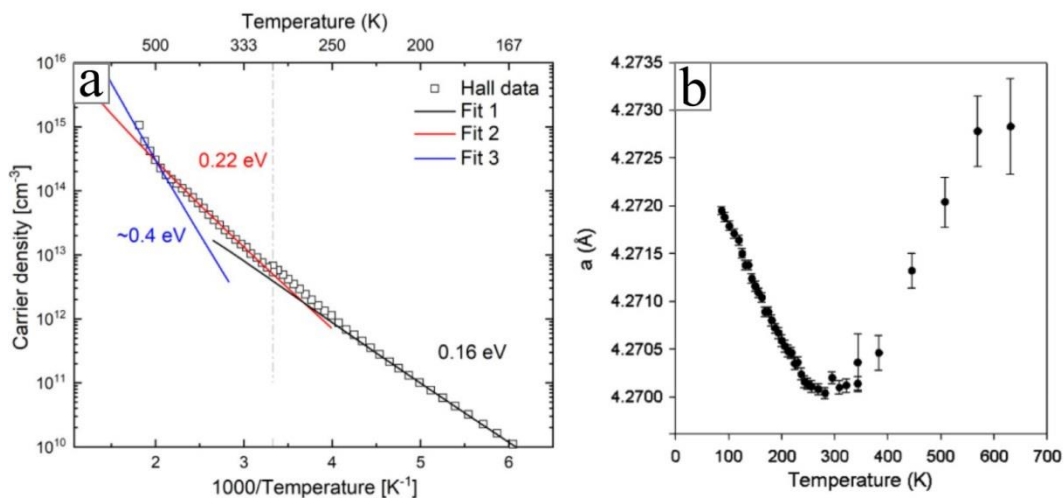 a
Temperature (K)
500 333 250 200 167
10^16
10^15
10^14
10^13
10^12
10^11
10^10
Carrier density [cm^-3]
Hall data
Fit 1
Fit 2
Fit 3
0.22 eV
~0.4 eV
0.16 eV
2 3 4 5 6
1000/Temperature [K^-1]
b
4.2735
4.2730
4.2725
4.2720
4.2715
4.2710
4.2705
4.2700
a (Å)
0 100 200 300 400 500 600 700
Temperature (K)